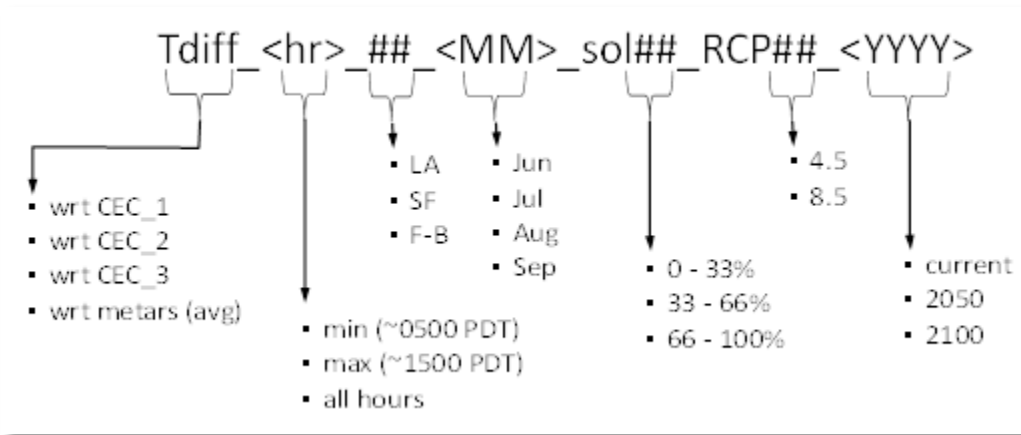 Tdiff_<hr>_##_<MM>_sol##_RCP##_<YYYY>
▪ wrt CEC_1
▪ wrt CEC_2
▪ wrt CEC_3
▪ wrt metars (avg)
▪ min (~0500 PDT)
▪ max (~1500 PDT)
▪ all hours
▪ LA
▪ SF
▪ F-B
▪ Jun
▪ Jul
▪ Aug
▪ Sep
▪ 0 - 33%
▪ 33 - 66%
▪ 66 - 100%
▪ 4.5
▪ 8.5
▪ current
▪ 2050
▪ 2100